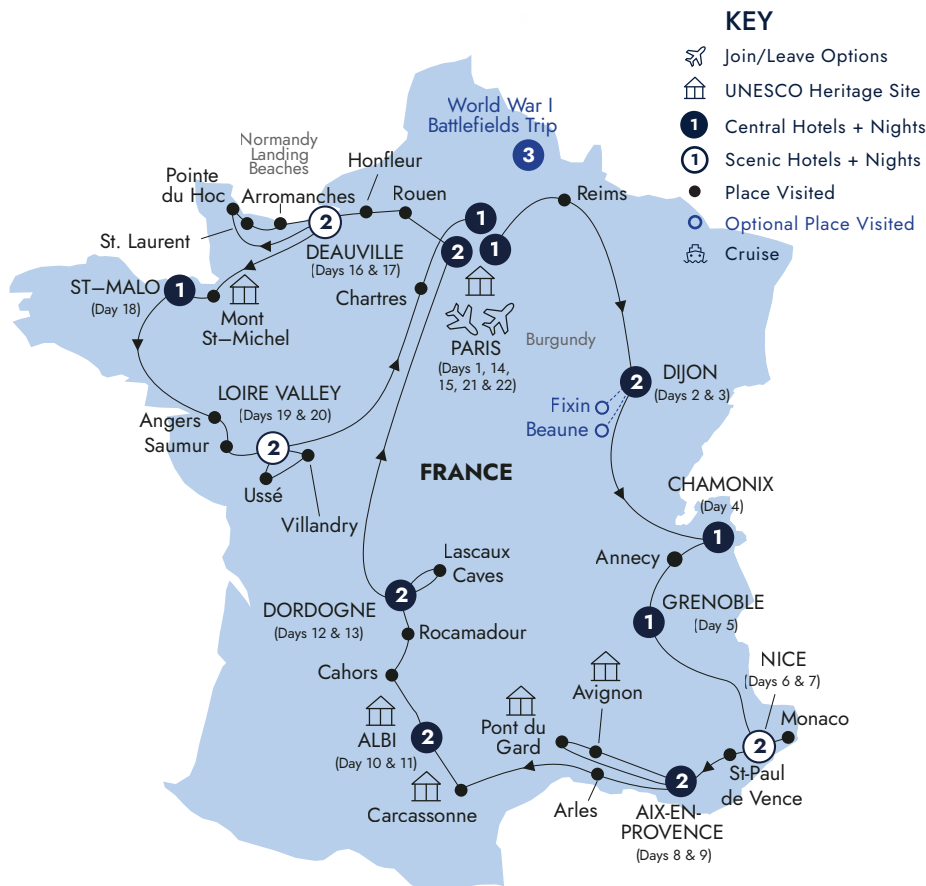 KEY
Join/Leave Options
UNESCO Heritage Site
1
Central Hotels + Nights
1
Scenic Hotels + Nights
Place Visited
Optional Place Visited
Cruise
World War I
Battlefields Trip
3
Normandy
Landing
Beaches
Honfleur
Pointe
du Hoc
Arromanches
Rouen
Reims
St. Laurent
2
DEAUVILLE
(Days 16 & 17)
1
2
1
ST–MALO
(Day 18)
1
Mont
St–Michel
Chartres
PARIS
(Days 1, 14,
15, 21 & 22)
Burgundy
2
DIJON
(Days 2 & 3)
Fixin
Beaune
LOIRE VALLEY
(Days 19 & 20)
Angers
Saumur
2
Ussé
Villandry
FRANCE
CHAMONIX
(Day 4)
1
Annecy
Lascaux
Caves
2
DORDOGNE
(Days 12 & 13)
GRENOBLE
(Day 5)
1
Rocamadour
Cahors
NICE
(Days 6 & 7)
Monaco
2
St-Paul
de Vence
Avignon
Pont du
Gard
ALBI
(Day 10 & 11)
2
Carcassonne
Arles
2
AIX-EN-
PROVENCE
(Days 8 & 9)